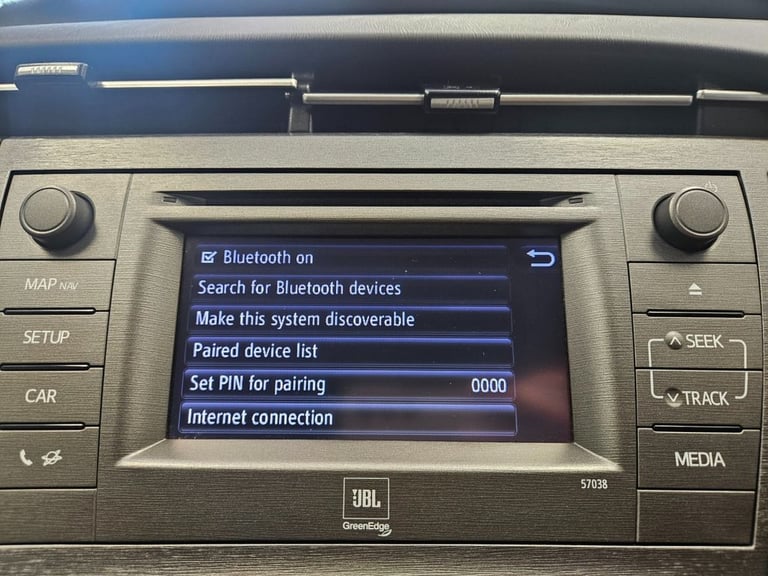 MAP NAV
SETUP
CAR
Bluetooth on
Search for Bluetooth devices
Make this system discoverable
Paired device list
Set PIN for pairing 0000
Internet connection
SEEK
TRACK
MEDIA
57038
JBL
GreenEdge